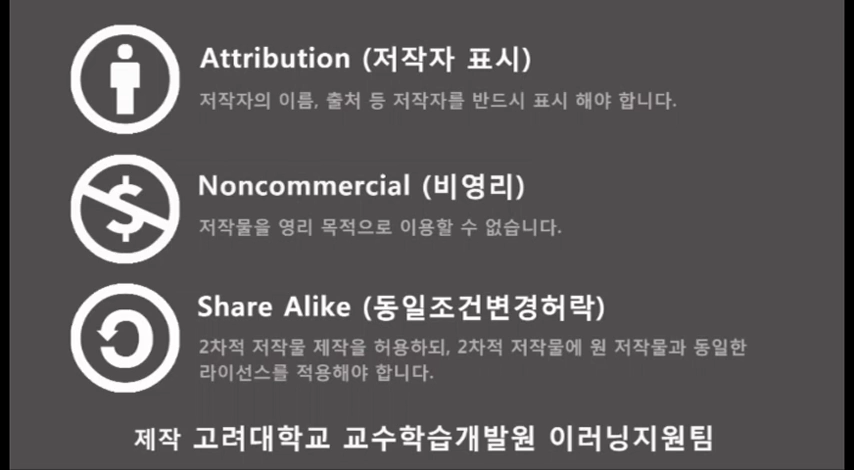 Attribution (저작자 표시)
저작자의 이름, 출처 등 저작자를 반드시 표시 해야 합니다.
Noncommercial (비영리)
저작물을 영리 목적으로 이용할 수 없습니다.
Share Alike (동일조건변경허락)
2차적 저작물 제작을 허용하되, 2차적 저작물에 원 저작물과 동일한
라이선스를 적용해야 합니다.
제작 고려대학교 교수학습개발원 이러닝지원팀